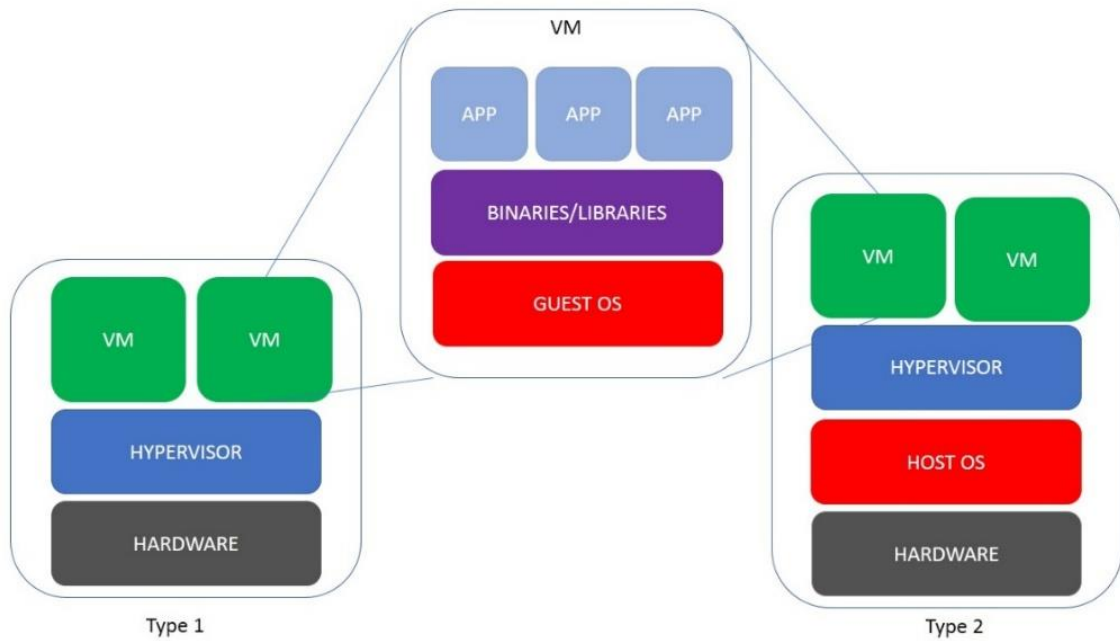 VM
APP APP APP
BINARIES/LIBRARIES
GUEST OS
VM VM
HYPERVISOR
HARDWARE
Type 1
VM VM
HYPERVISOR
HOST OS
HARDWARE
Type 2